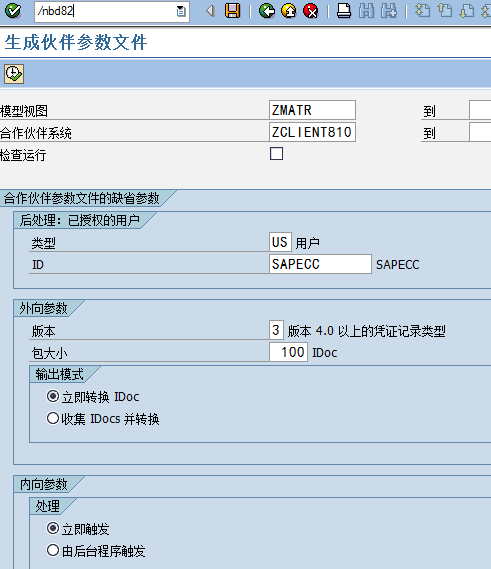 /nbd82
生成伙伴参数文件
模型视图 ZMATR 到
合作伙伴系统 ZCLIENT810 到
检查运行
合作伙伴参数文件的缺省参数
后处理: 已授权的用户
类型 US 用户
ID SAPECC SAPECC
外向参数
版本 3 版本 4.0 以上的凭证记录类型
包大小 100 IDoc
输出模式
立即转换 IDoc
收集 IDocs 并转换
内向参数
处理
立即触发
由后台程序触发